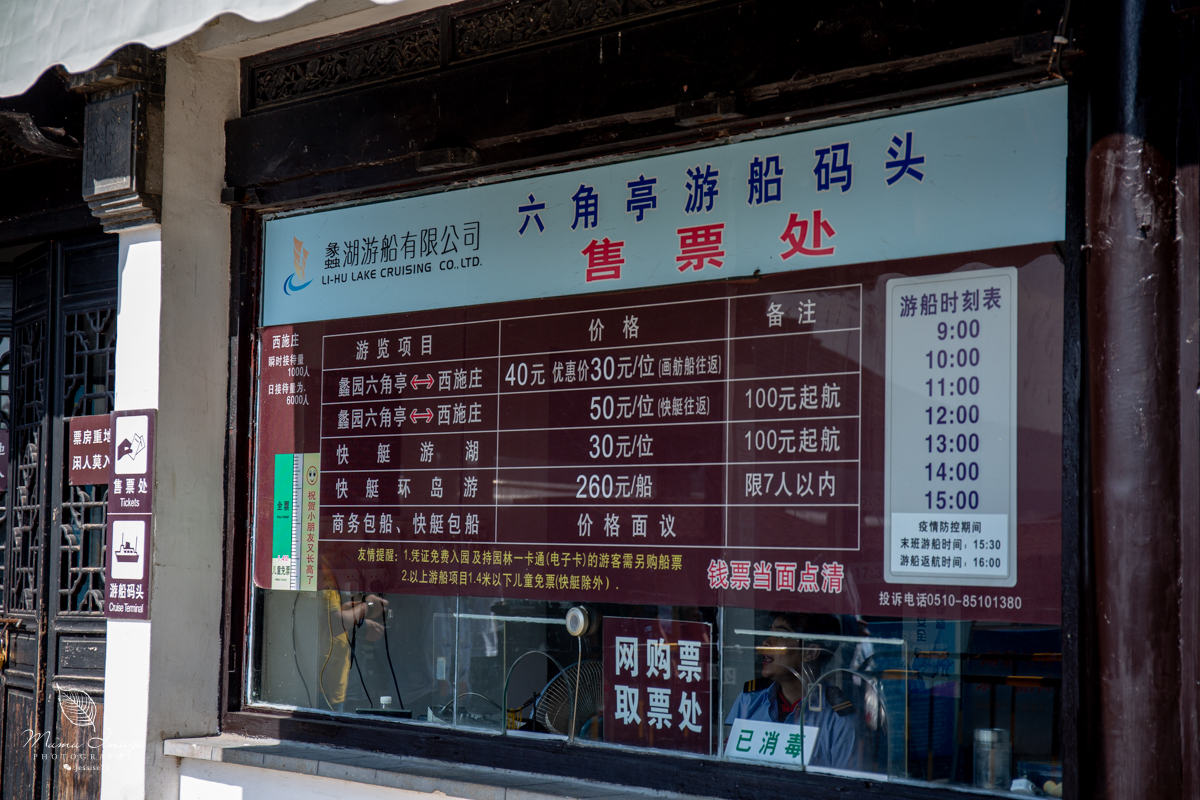 六角亭游船码头
售票处
蠡湖游船有限公司
LI-HU LAKE CRUISING CO.,LTD.
西施庄
瞬时接待量
1000人
日接待量为:
6000人
游览项目 价格 备注
蠡园六角亭⇔西施庄 40元 优惠价30元/位(画舫船往返)
蠡园六角亭⇔西施庄 50元/位(快艇往返) 100元起航
快艇游湖 30元/位 100元起航
快艇环岛游 260元/船 限7人以内
商务包船、快艇包船 价格面议
友情提醒：1.凭证免费入园及持园林一卡通(电子卡)的游客需另购船票
2.以上游船项目1.4米以下儿童免票(快艇除外).
钱票当面点清
游船时刻表
9:00
10:00
11:00
12:00
13:00
14:00
15:00
疫情防控期间
末班游船时间：15:30
游船返航时间：16:00
投诉电话0510-85101380
全票
儿童免票
祝贺小朋友又长高了
票房重地
闲人莫入
售票处
Tickets
游船码头
Cruise Terminal
网购票
取票处
已消毒
PHOTOGRAPHY